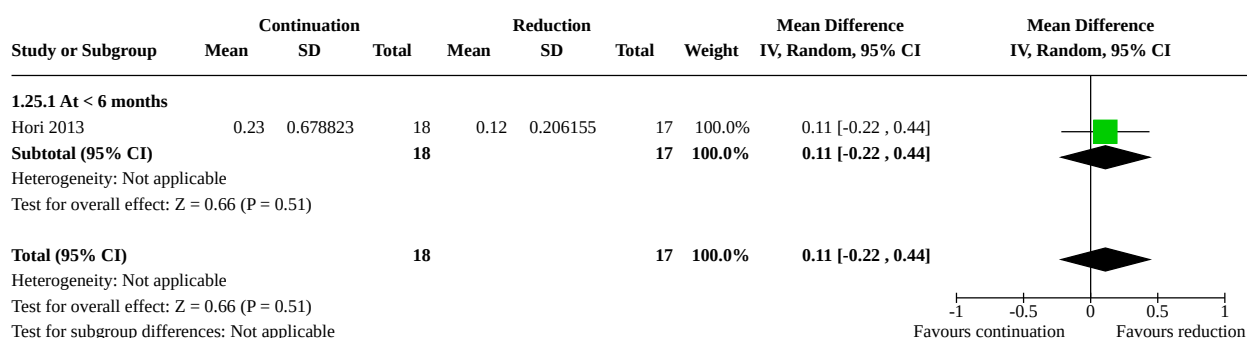 Continuation Reduction Mean Difference Mean Difference
Study or Subgroup Mean SD Total Mean SD Total Weight IV, Random, 95% CI IV, Random, 95% CI
1.25.1 At < 6 months
Hori 2013 0.23 0.678823 18 0.12 0.206155 17 100.0% 0.11 [-0.22 , 0.44]
Subtotal (95% CI) 18 17 100.0% 0.11 [-0.22 , 0.44]
Heterogeneity: Not applicable
Test for overall effect: Z = 0.66 (P = 0.51)
Total (95% CI) 18 17 100.0% 0.11 [-0.22 , 0.44]
Heterogeneity: Not applicable
Test for overall effect: Z = 0.66 (P = 0.51)
-1 -0.5 0 0.5 1
Test for subgroup differences: Not applicable Favours continuation Favours reduction